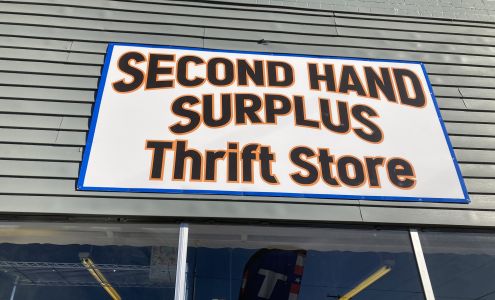 SECOND HAND
SURPLUS
Thrift Store
T